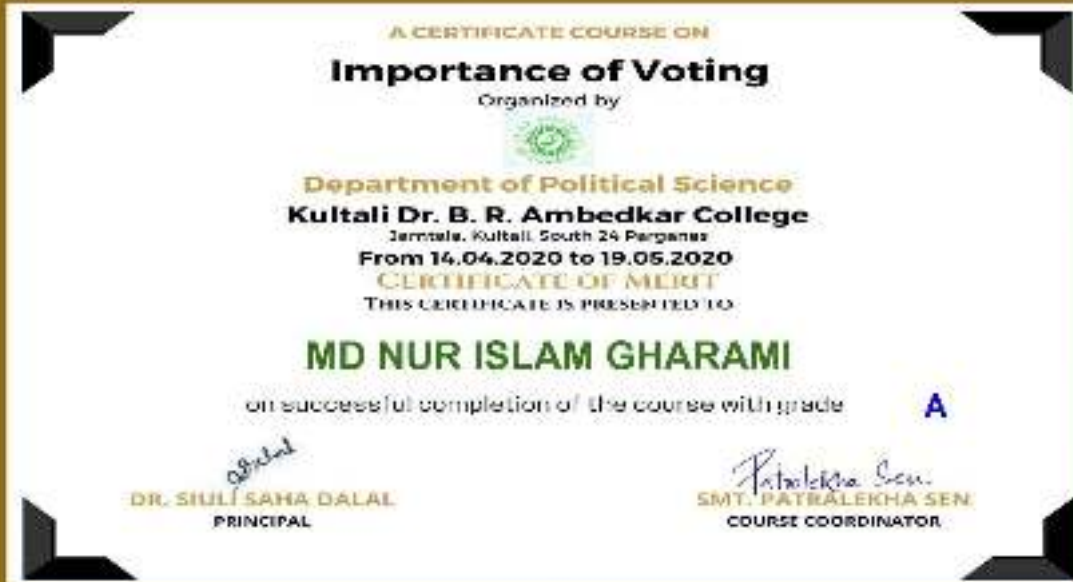 A CERTIFICATE COURSE ON
Importance of Voting
Organized by
Department of Political Science
Kultali Dr. B. R. Ambedkar College
Jamtala, Kultali, South 24 Parganas
From 14.04.2020 to 19.05.2020
CERTIFICATE OF MERIT
THIS CERTIFICATE IS PRESENTED TO
MD NUR ISLAM GHARAMI
on successful completion of the course with grade A
Patralekha Sen.
DR. SIULI SAHA DALAL
SMT. PATRALEKHA SEN
PRINCIPAL
COURSE COORDINATOR